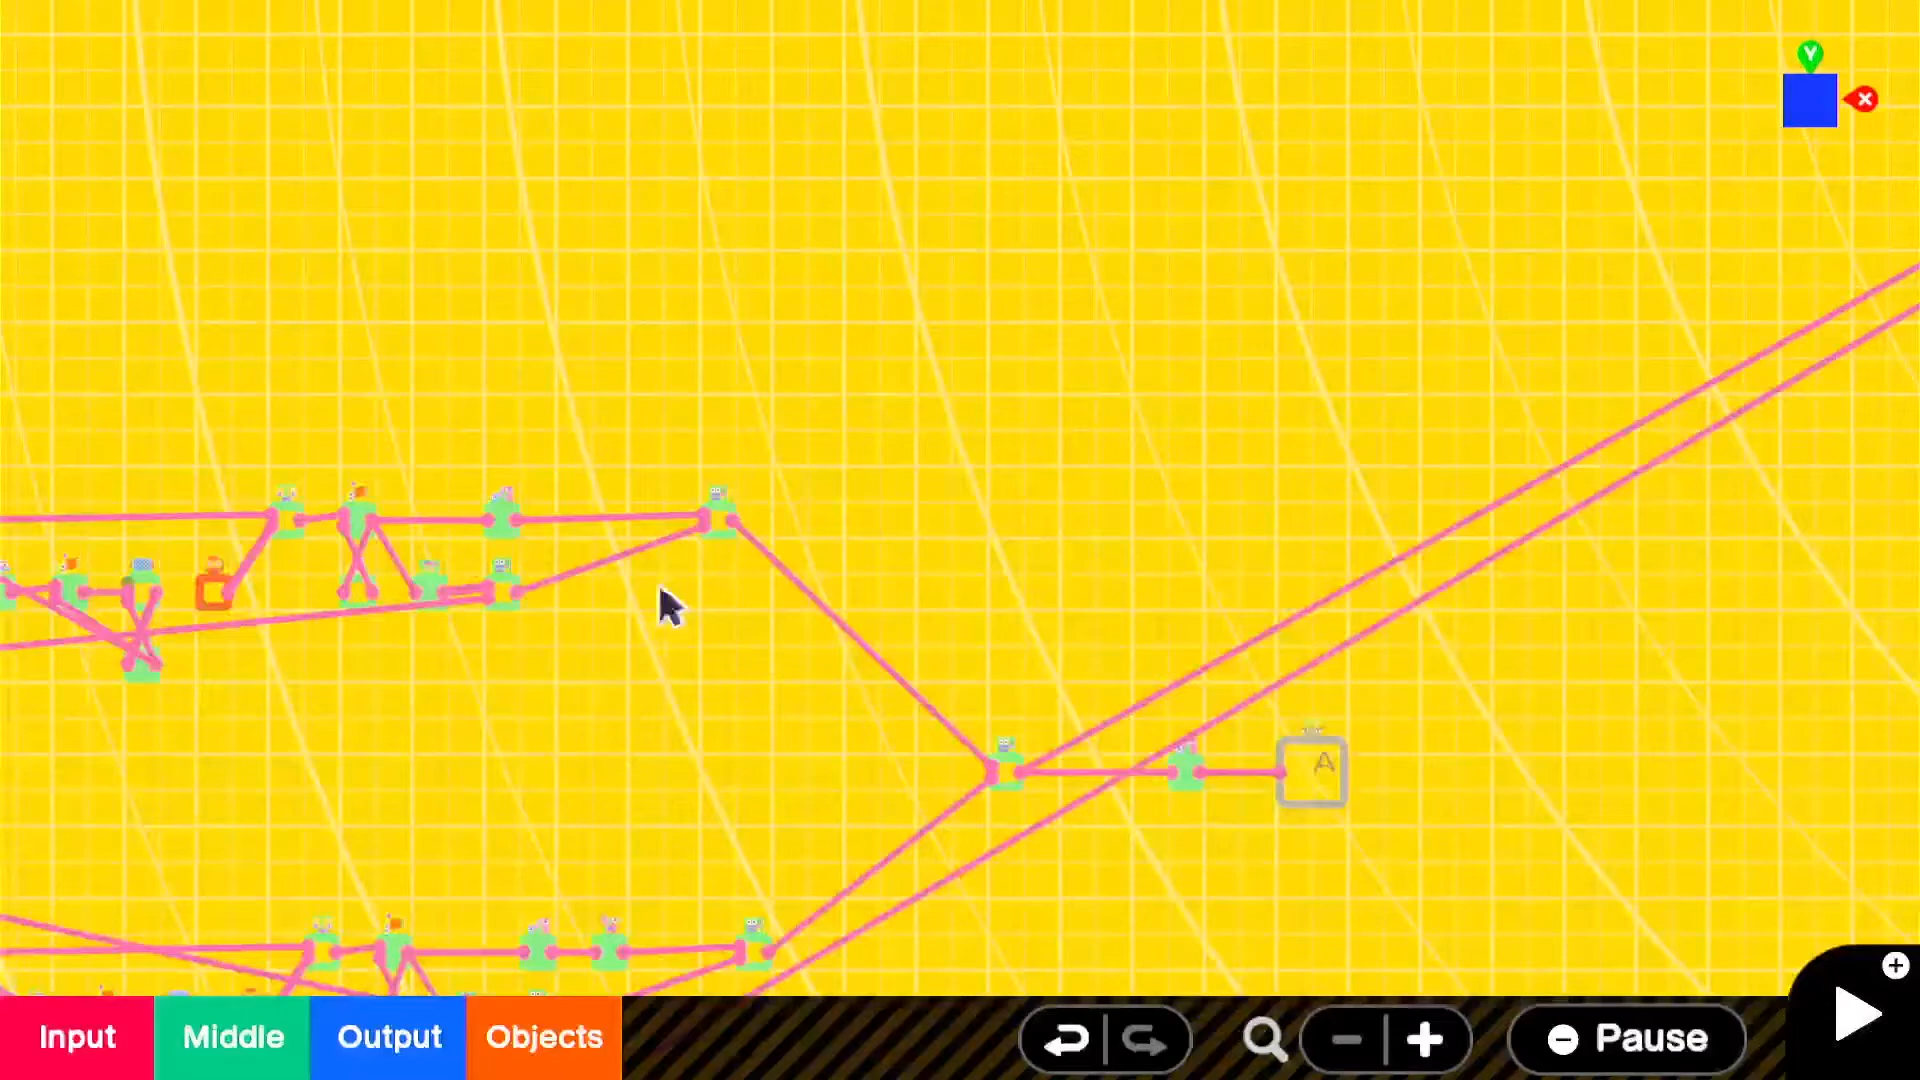 Y
X
A
Input
Middle
Output
Objects
Pause